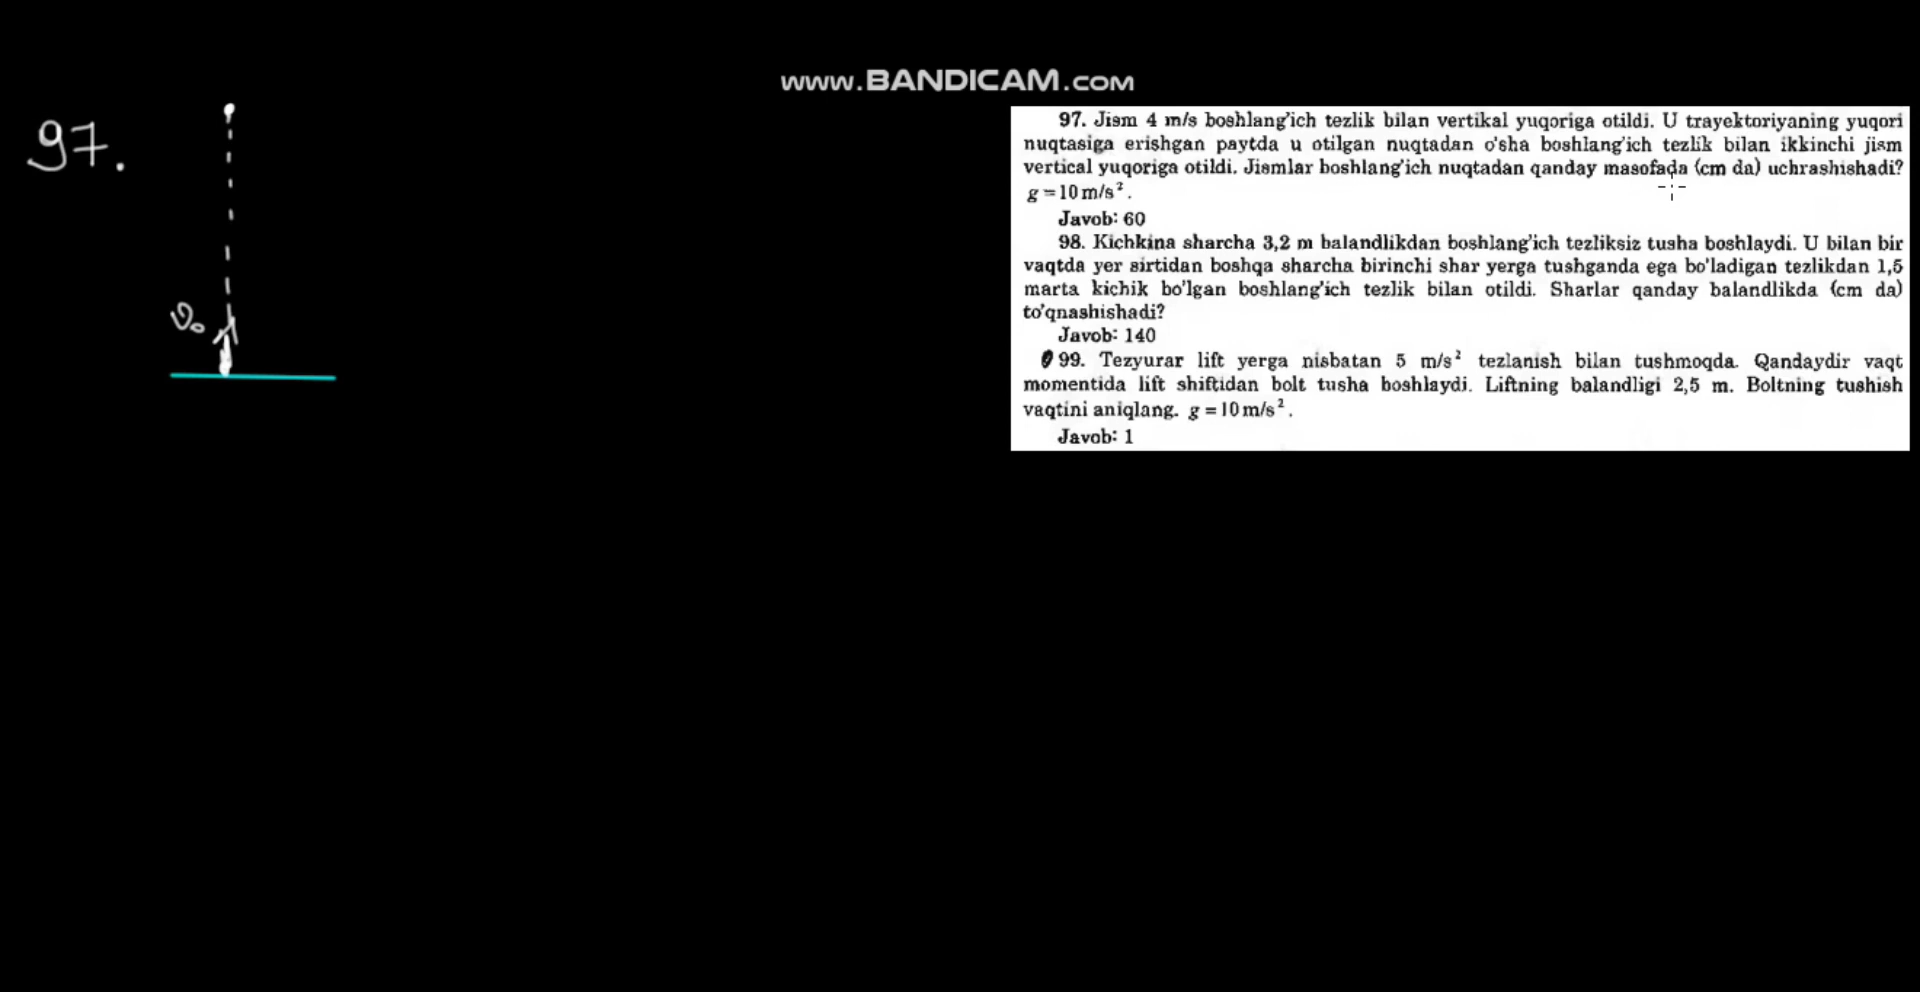 www.BANDICAM.COM
97.
υ₀
97. Jism 4 m/s boshlang'ich tezlik bilan vertikal yuqoriga otildi. U trayektoriyaning yuqori
nuqtasiga erishgan paytda u otilgan nuqtadan o'sha boshlang'ich tezlik bilan ikkinchi jism
vertical yuqoriga otildi. Jismlar boshlang'ich nuqtadan qanday masofada (cm da) uchrashishadi?
g = 10 m/s².
Javob: 60
98. Kichkina sharcha 3,2 m balandlikdan boshlang'ich tezliksiz tusha boshlaydi. U bilan bir
vaqtda yer sirtidan boshqa sharcha birinchi shar yerga tushganda ega bo'ladigan tezlikdan 1,5
marta kichik bo'lgan boshlang'ich tezlik bilan otildi. Sharlar qanday balandlikda (cm da)
to'qnashishadi?
Javob: 140
99. Tezyurar lift yerga nisbatan 5 m/s² tezlanish bilan tushmoqda. Qandaydir vaqt
momentida lift shiftidan bolt tusha boshlaydi. Liftning balandligi 2,5 m. Boltning tushish
vaqtini aniqlang. g = 10 m/s².
Javob: 1